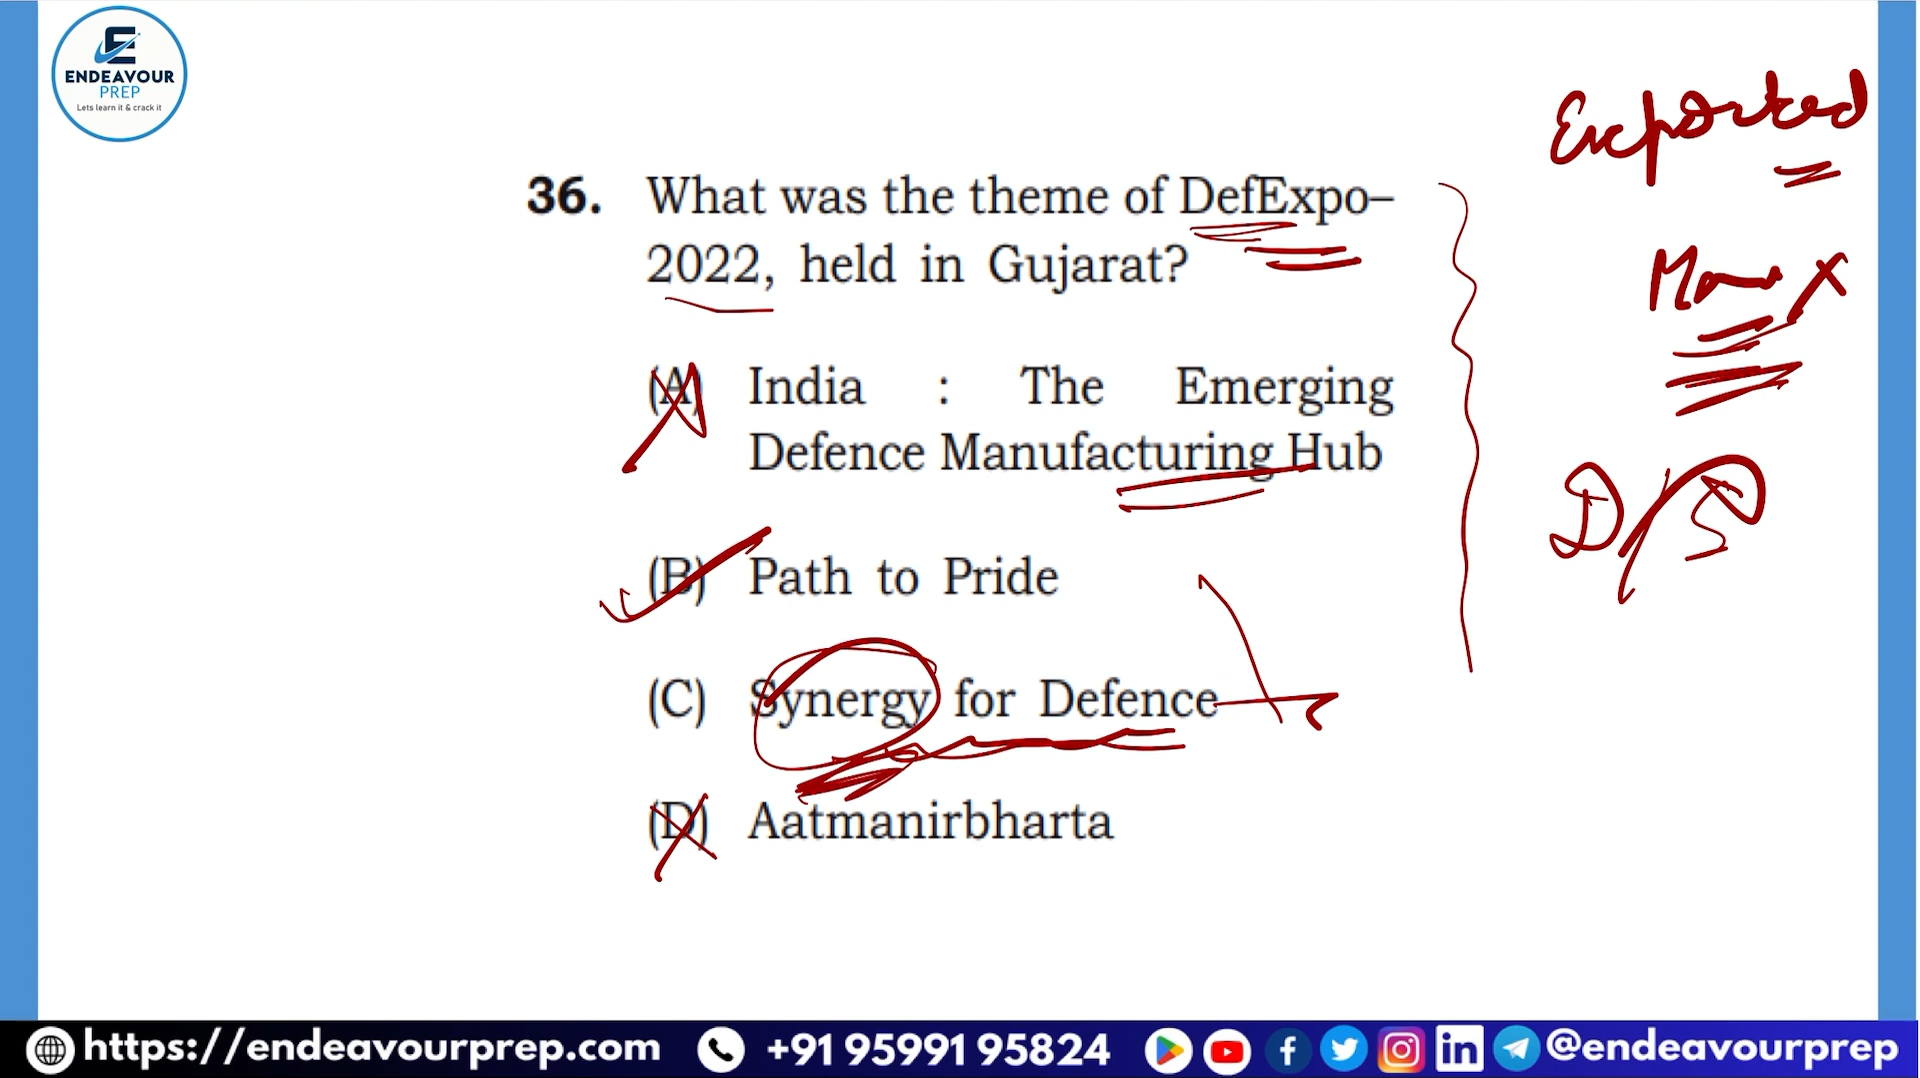 ENDEAVOUR
PREP
Lets learn it & crack it
Exported
36. What was the theme of DefExpo–
2022, held in Gujarat?
(A) India : The Emerging
Defence Manufacturing Hub
(B) Path to Pride
(C) Synergy for Defence
(D) Aatmanirbharta
https://endeavourprep.com +91 95991 95824 @endeavourprep